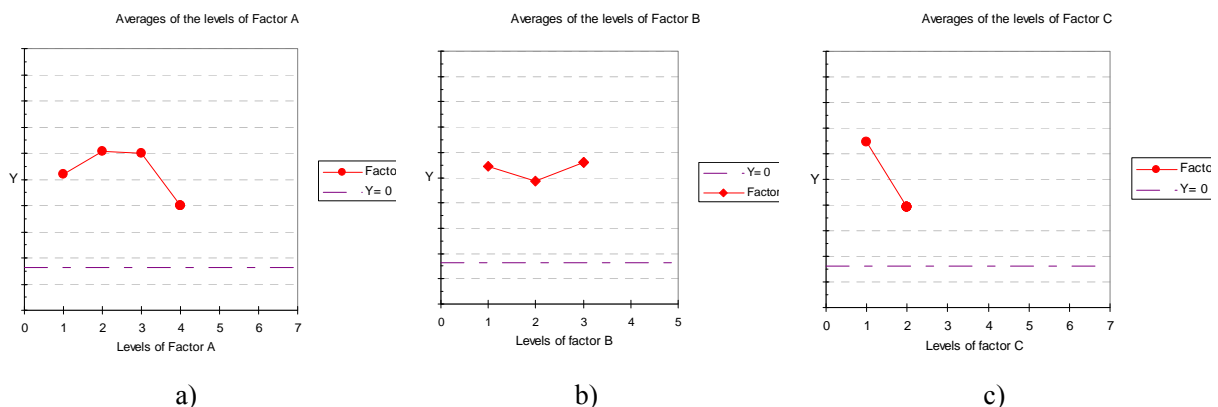 Averages of the levels of Factor A
Y
0 1 2 3 4 5 6 7
Levels of Factor A
Factor
Y= 0
a)
Averages of the levels of Factor B
Y
0 1 2 3 4 5
Levels of factor B
Y= 0
Factor
b)
Averages of the levels of Factor C
Y
0 1 2 3 4 5 6 7
Levels of factor C
Factor
Y= 0
c)